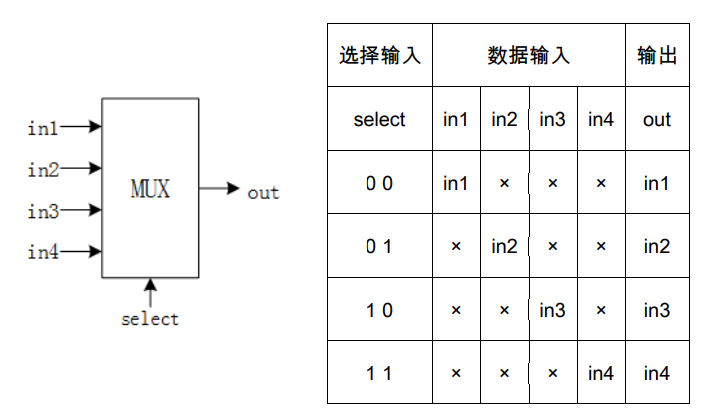 in1
in2
in3
in4
MUX
out
select
选择输入 数据输入 输出
select in1 in2 in3 in4 out
0 0 in1 × × × in1
0 1 × in2 × × in2
1 0 × × in3 × in3
1 1 × × × in4 in4